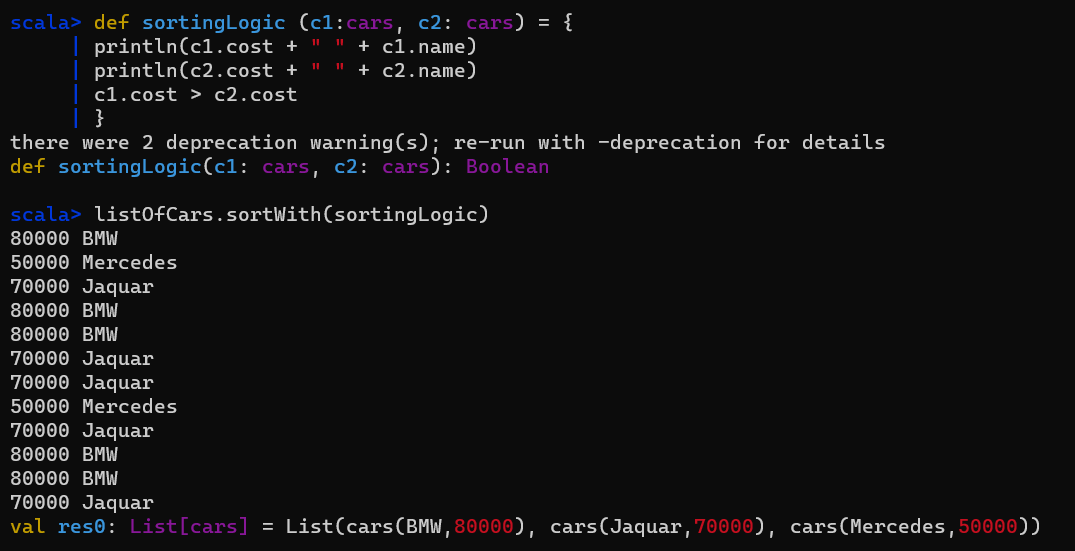 scala> def sortingLogic (c1:cars, c2: cars) = {
| println(c1.cost + " " + c1.name)
| println(c2.cost + " " + c2.name)
| c1.cost > c2.cost
| }
there were 2 deprecation warning(s); re-run with -deprecation for details
def sortingLogic(c1: cars, c2: cars): Boolean
scala> listOfCars.sortWith(sortingLogic)
80000 BMW
50000 Mercedes
70000 Jaquar
80000 BMW
80000 BMW
70000 Jaquar
70000 Jaquar
50000 Mercedes
70000 Jaquar
80000 BMW
80000 BMW
70000 Jaquar
val res0: List[cars] = List(cars(BMW,80000), cars(Jaquar,70000), cars(Mercedes,50000))